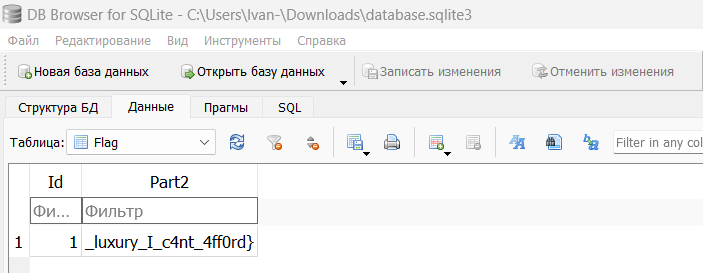 DB Browser for SQLite - C:\Users\Ivan-\Downloads\database.sqlite3
Файл Редактирование Вид Инструменты Справка
Новая база данных Открыть базу данных Записать изменения Отменить изменения
Структура БД Данные Прагмы SQL
Таблица: Flag Filter in any col
Id Part2
Фи... Фильтр
1 1 _luxury_I_c4nt_4ff0rd}